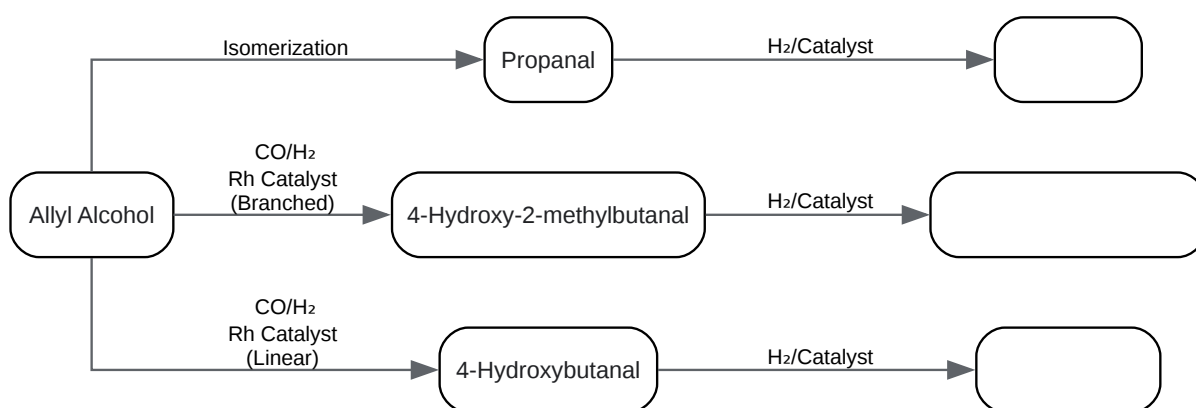 Isomerization
Propanal
H₂/Catalyst
Allyl Alcohol
CO/H₂
Rh Catalyst
(Branched)
4-Hydroxy-2-methylbutanal
H₂/Catalyst
CO/H₂
Rh Catalyst
(Linear)
4-Hydroxybutanal
H₂/Catalyst